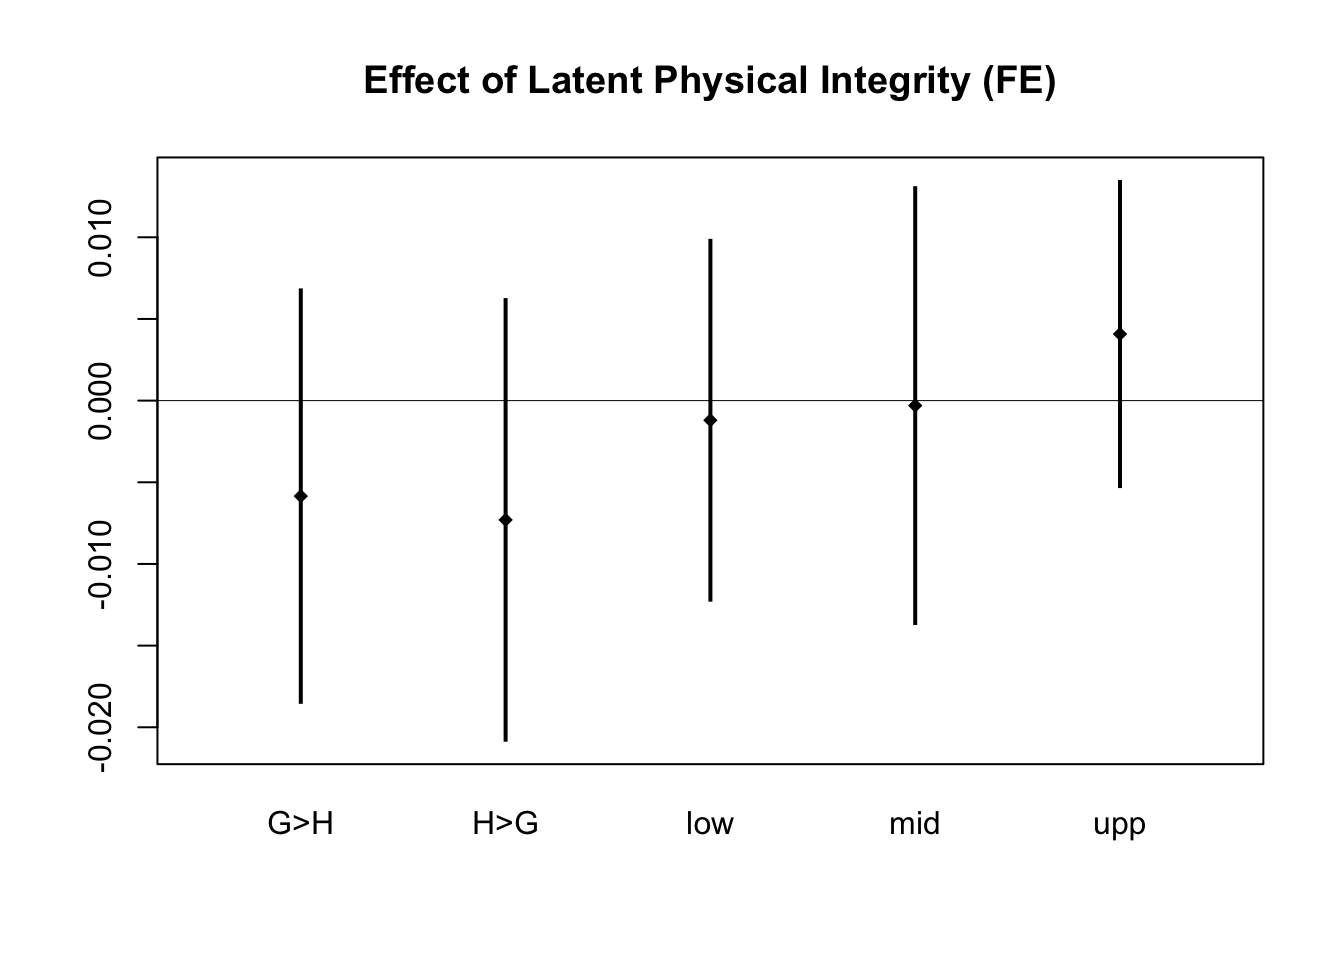 Effect of Latent Physical Integrity (FE)
0.010
0.000
-0.010
-0.020
G>H H>G low mid upp